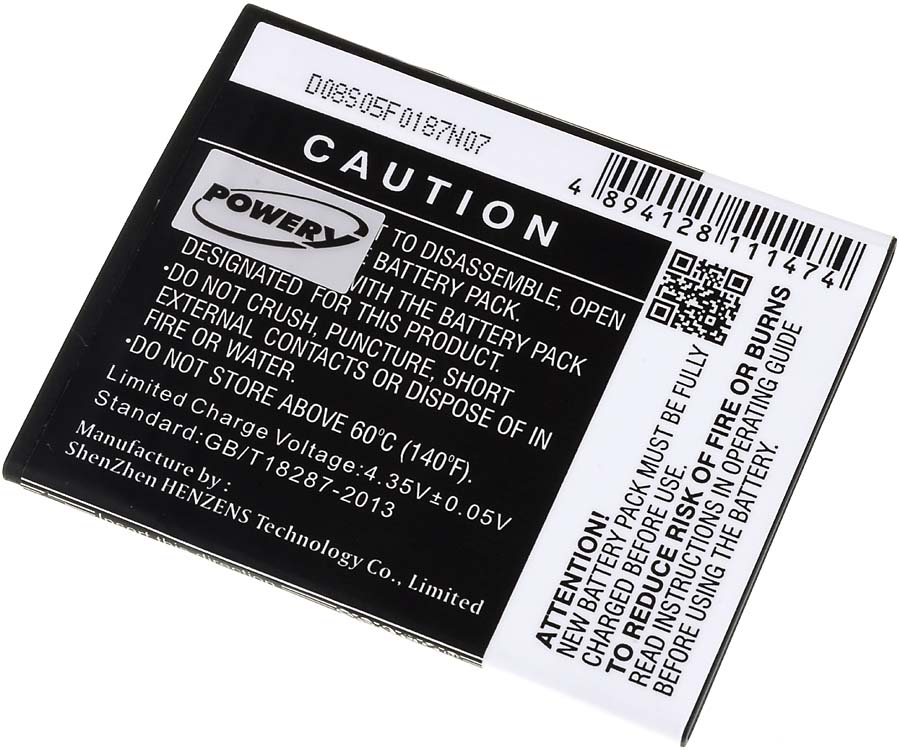 D08S05F0187N07
CAUTION
POWERY
T TO DISASSEMBLE, OPEN
E BATTERY PACK.
WITH THE BATTERY PACK
DESIGNATED FOR THIS PRODUCT.
•DO NOT CRUSH, PUNCTURE, SHORT
EXTERNAL CONTACTS OR DISPOSE OF IN
FIRE OR WATER.
•DO NOT STORE ABOVE 60°C (140°F).
Limited Charge Voltage:4.35V±0.05V
Standard:GB/T18287-2013
Manufacture by :
ShenZhen HENZENS Technology Co., Limited
4 894128 111474
ATTENTION!
NEW BATTERY PACK MUST BE FULLY
CHARGED BEFORE USE.
TO REDUCE RISK OF FIRE OR BURNS
READ INSTRUCTIONS IN OPERATING GUIDE
BEFORE USING THE BATTERY.